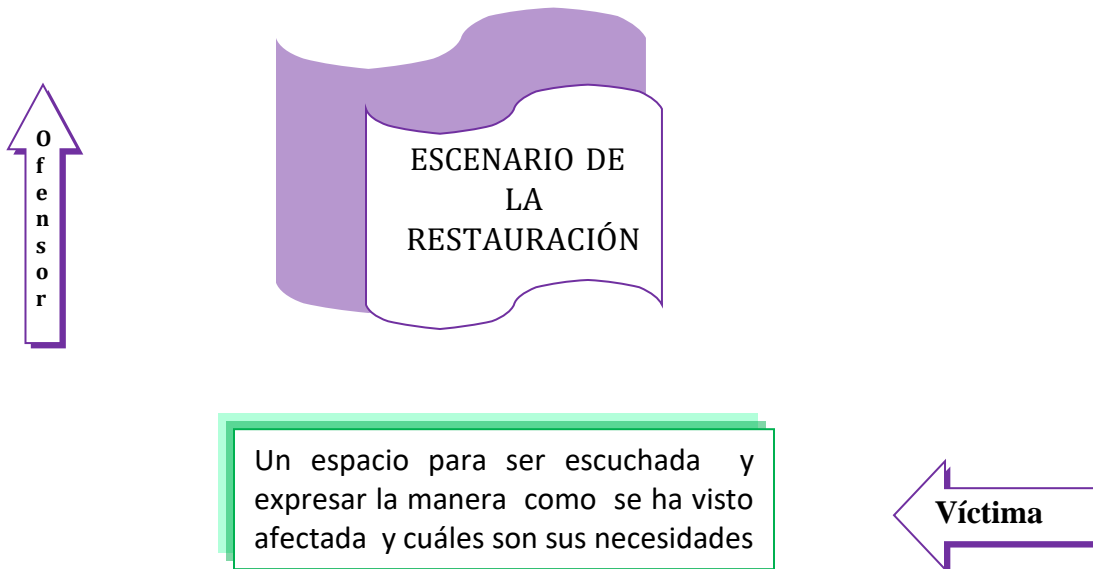 Ofensor
ESCENARIO DE
LA
RESTAURACIÓN
Un espacio para ser escuchada y
expresar la manera como se ha visto
afectada y cuáles son sus necesidades
Víctima